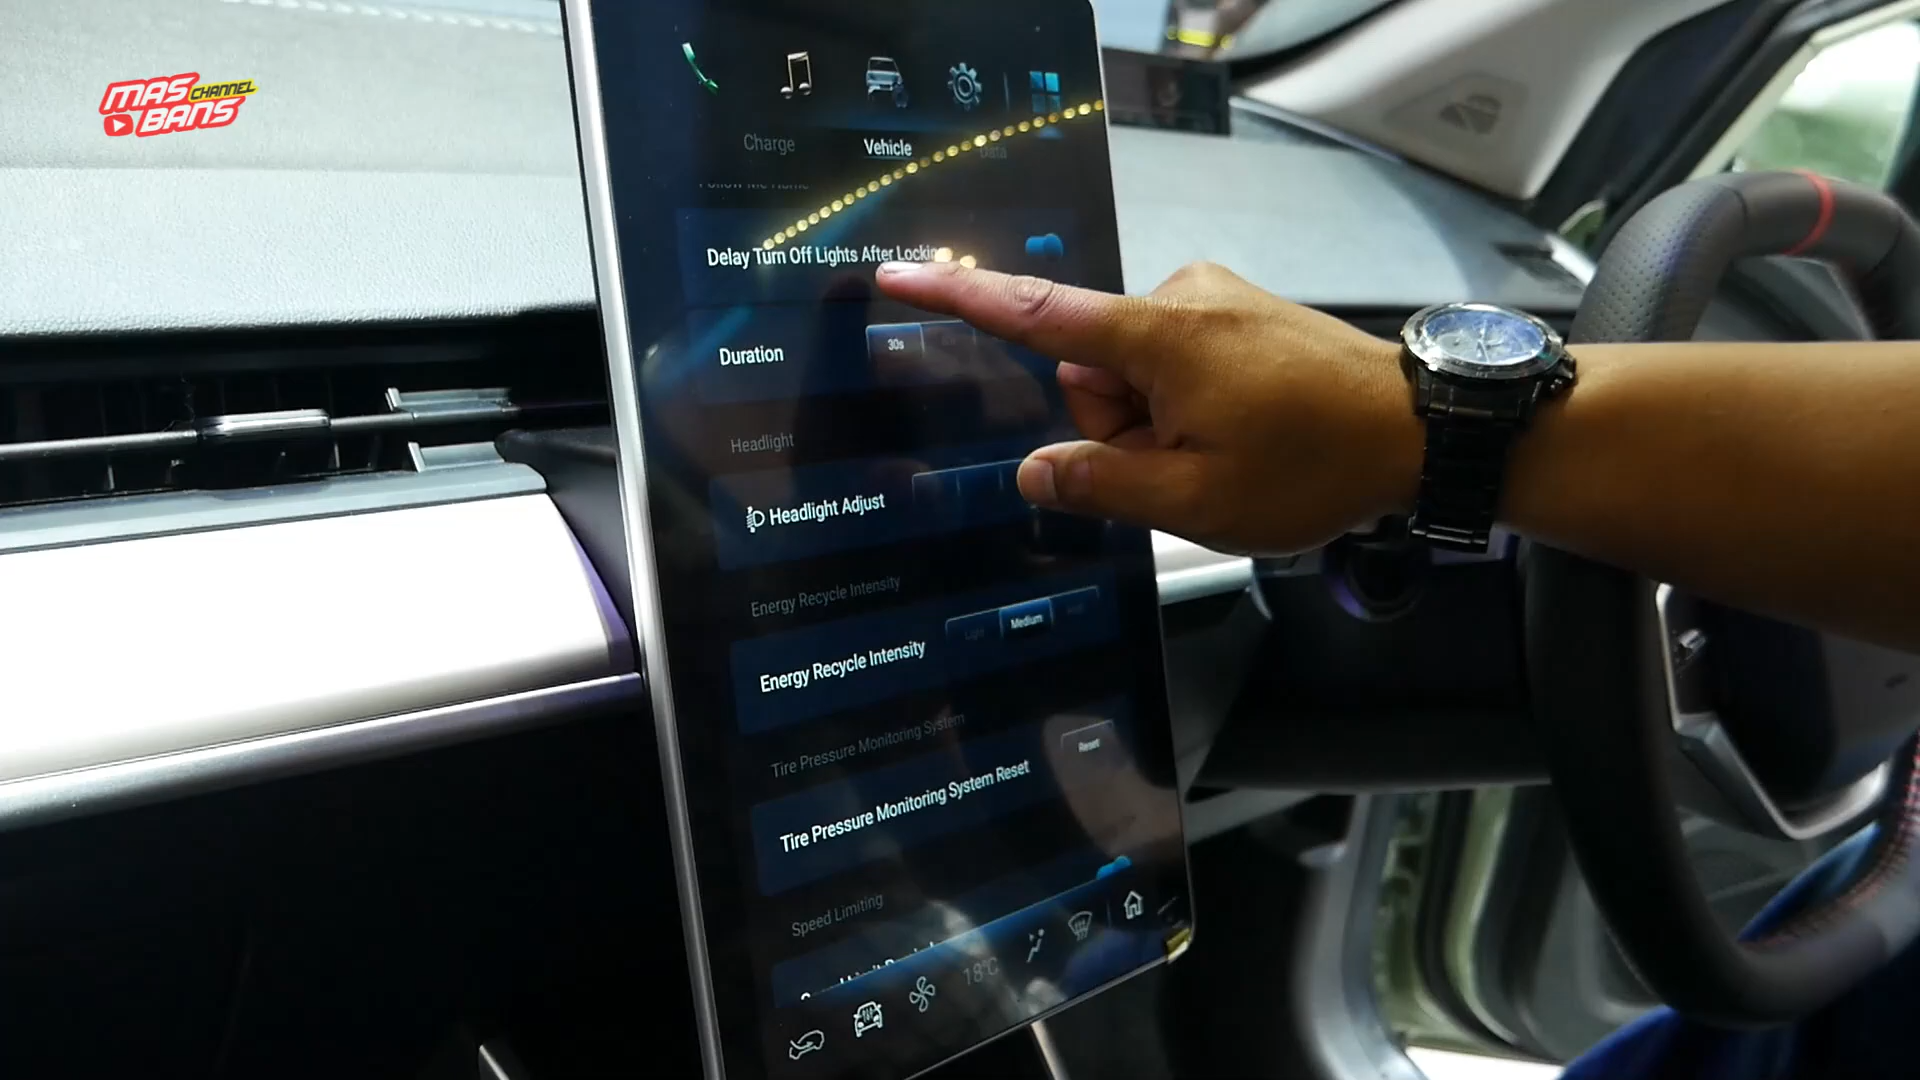 MAS
CHANNEL
BANS
Charge
Vehicle
Data
Follow Me Home
Delay Turn Off Lights After Locking
Duration
30s
Headlight
Headlight Adjust
Energy Recycle Intensity
Light
Medium
Energy Recycle Intensity
Tire Pressure Monitoring System
Reset
Tire Pressure Monitoring System Reset
Speed Limiting
18°C